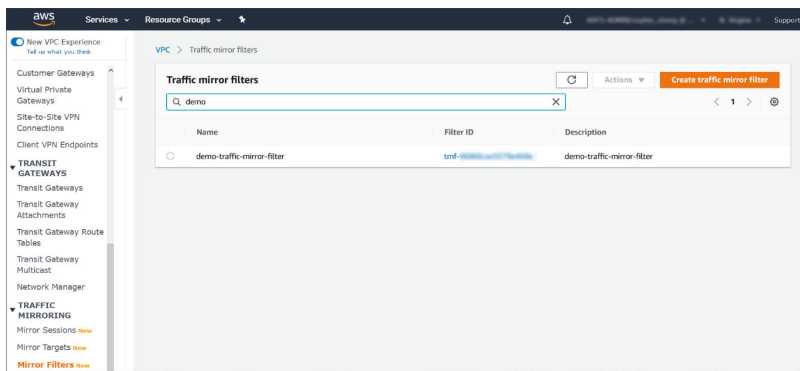 aws
Services
Resource Groups
Support
New VPC Experience
Tell us what you think
Customer Gateways
Virtual Private
Gateways
Site-to-Site VPN
Connections
Client VPN Endpoints
TRANSIT
GATEWAYS
Transit Gateways
Transit Gateway
Attachments
Transit Gateway Route
Tables
Transit Gateway
Multicast
Network Manager
TRAFFIC
MIRRORING
Mirror Sessions New
Mirror Targets New
Mirror Filters New
VPC > Traffic mirror filters
Traffic mirror filters
Actions
Create traffic mirror filter
demo
1
Name Filter ID Description
demo-traffic-mirror-filter tmf- demo-traffic-mirror-filter